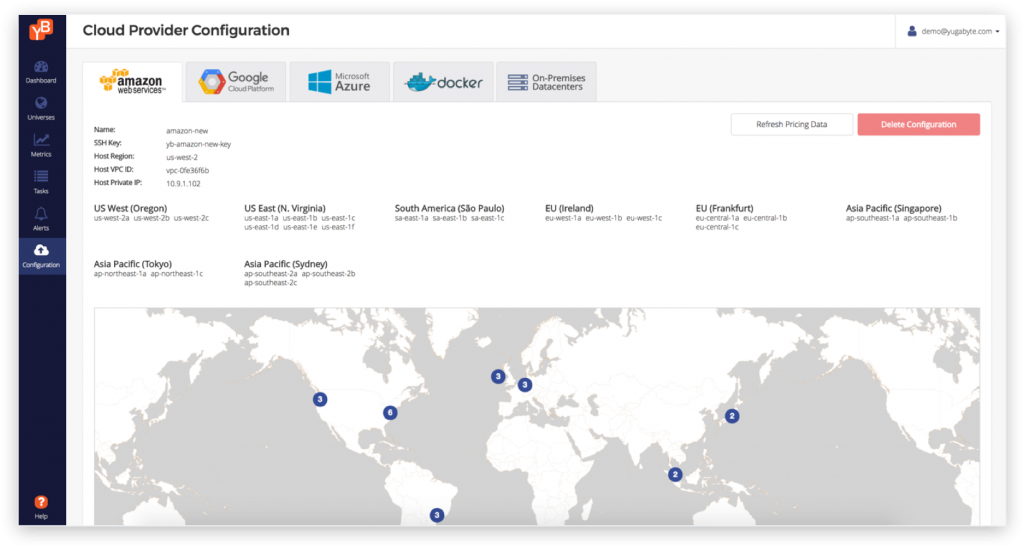 YB
Cloud Provider Configuration
demo@yugabyte.com
Dashboard
Universes
Metrics
Tasks
Alerts
Configuration
? Help
amazon
web services™
Google
Cloud Platform
Microsoft
Azure
docker
On-Premises
Datacenters
Refresh Pricing Data
Delete Configuration
Name: amazon-new
SSH Key: yb-amazon-new-key
Host Region: us-west-2
Host VPC ID: vpc-0fe36f6b
Host Private IP: 10.9.1.102
US West (Oregon)
us-west-2a us-west-2b us-west-2c
US East (N. Virginia)
us-east-1a us-east-1b us-east-1c
us-east-1d us-east-1e us-east-1f
South America (São Paulo)
sa-east-1a sa-east-1b sa-east-1c
EU (Ireland)
eu-west-1a eu-west-1b eu-west-1c
EU (Frankfurt)
eu-central-1a eu-central-1b
eu-central-1c
Asia Pacific (Singapore)
ap-southeast-1a ap-southeast-1b
Asia Pacific (Tokyo)
ap-northeast-1a ap-northeast-1c
Asia Pacific (Sydney)
ap-southeast-2a ap-southeast-2b
ap-southeast-2c
3
3
3
6
2
2
3